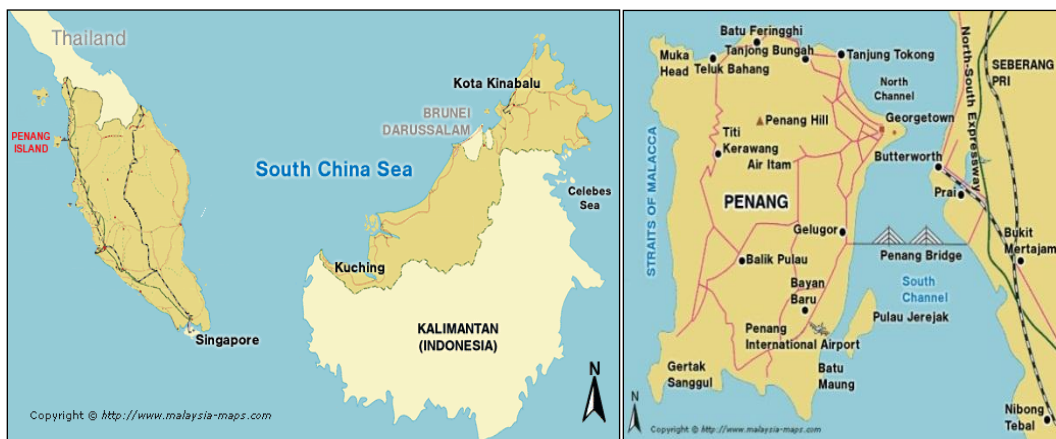 Thailand
Kota Kinabalu
PENANG
ISLAND
BRUNEI
DARUSSALAM
South China Sea
Celebes
Sea
Kuching
Singapore
KALIMANTAN
(INDONESIA)
N
Copyright © http://www.malaysia-maps.com
Batu Feringghi
Muka
Head
Tanjong Bungah
Tanjung Tokong
Teluk Bahang
North-South Expressway
SEBERANG
PRI
North
Channel
Georgetown
Penang Hill
Titi
Kerawang
Air Itam
Butterworth
STRAITS OF MALACCA
PENANG
Prai
Gelugor
Bukit
Mertajam
Penang Bridge
Balik Pulau
Bayan
Baru
South
Channel
Pulau Jerejak
Penang
International Airport
Gertak
Sanggul
Batu
Maung
Nibong
Tebal
N
Copyright © http://www.malaysia-maps.com